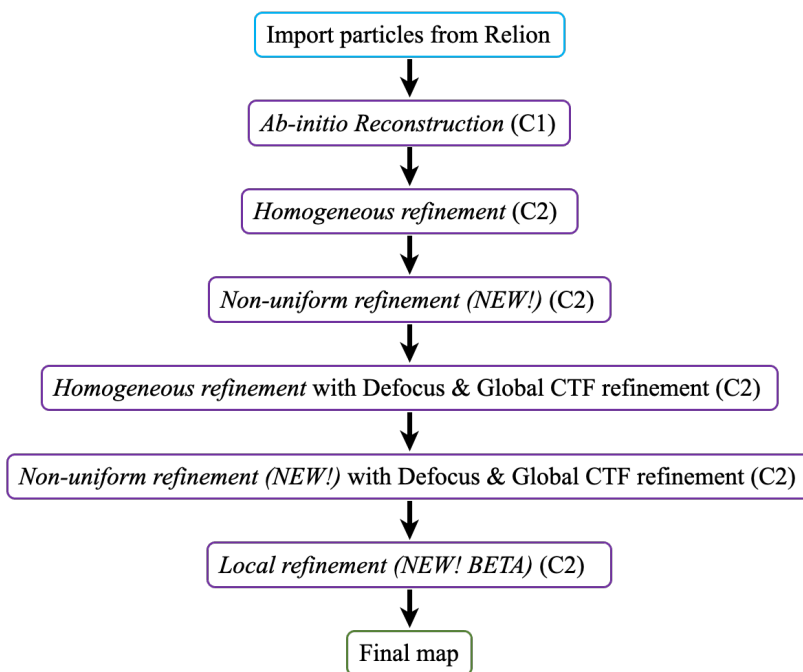 Import particles from Relion
Ab-initio Reconstruction (C1)
Homogeneous refinement (C2)
Non-uniform refinement (NEW!) (C2)
Homogeneous refinement with Defocus & Global CTF refinement (C2)
Non-uniform refinement (NEW!) with Defocus & Global CTF refinement (C2)
Local refinement (NEW! BETA) (C2)
Final map